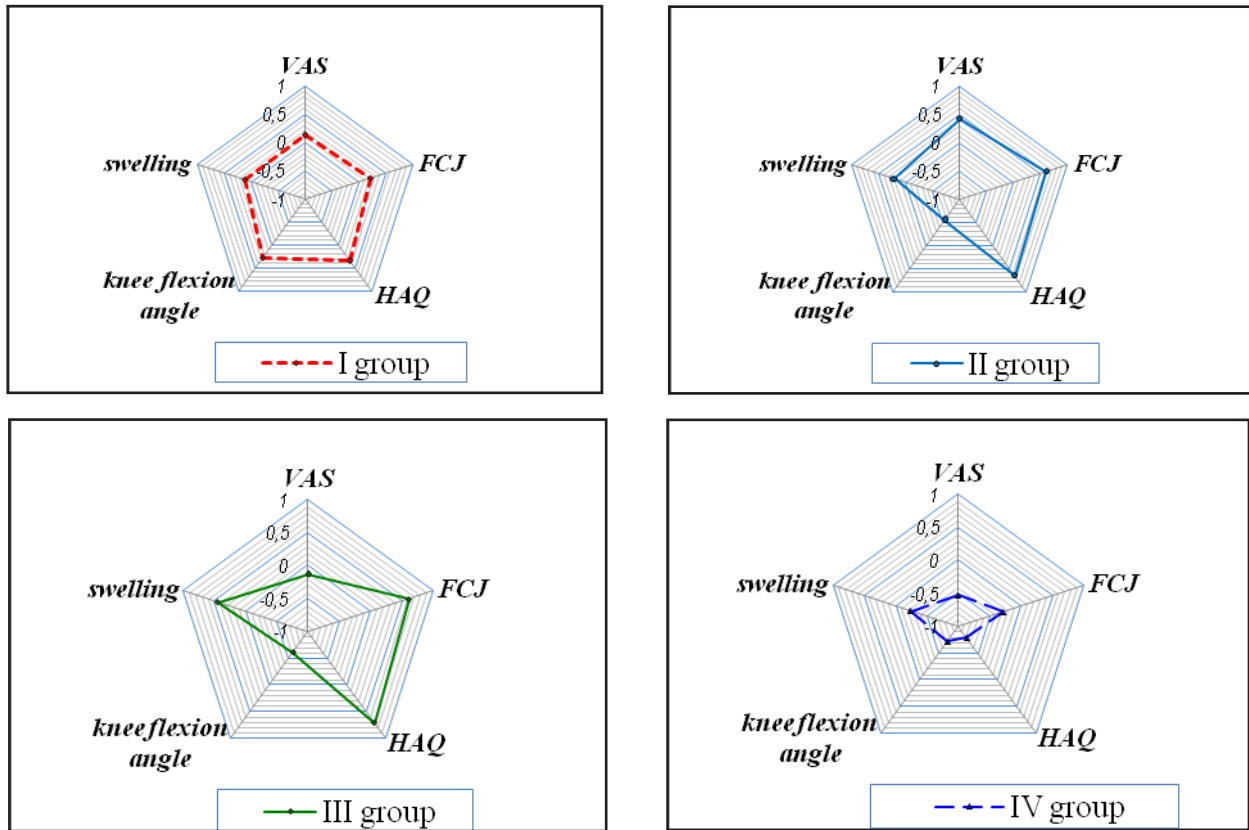 VAS
1
0,5
0
-0,5
-1
FCJ
HAQ
knee flexion
angle
swelling
I group
VAS
1
0,5
0
-0,5
-1
FCJ
HAQ
knee flexion
angle
swelling
II group
VAS
1
0,5
0
-0,5
-1
FCJ
HAQ
knee flexion
angle
swelling
III group
VAS
1
0,5
0
-0,5
-1
FCJ
HAQ
knee flexion
angle
swelling
IV group